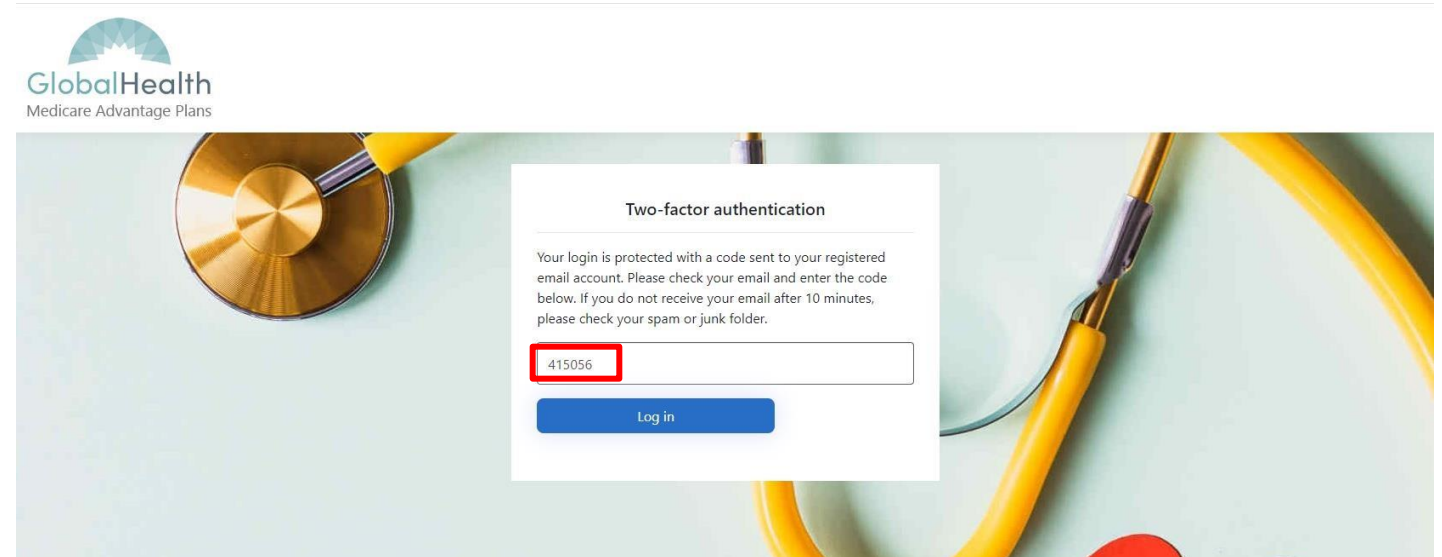 GlobalHealth
Medicare Advantage Plans
Two-factor authentication
Your login is protected with a code sent to your registered
email account. Please check your email and enter the code
below. If you do not receive your email after 10 minutes,
please check your spam or junk folder.
415056
Log in